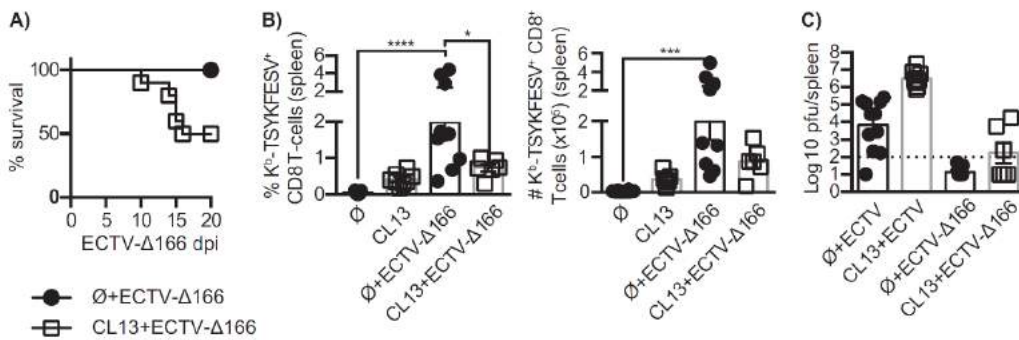 A)
% survival
100
50
0
0 5 10 15 20
ECTV-Δ166 dpi
Ø+ECTV-Δ166
CL13+ECTV-Δ166
B)
% Kᵇ-TSYKFESV⁺
CD8 T-cells (spleen)
6
4
2
2
1
0
****
*
Ø
CL13
Ø+ECTV-Δ166
CL13+ECTV-Δ166
# Kᵇ-TSYKFESV⁺ CD8⁺
T cells (x10⁶) (spleen)
6
4
2
2
1
0
***
Ø
CL13
Ø+ECTV-Δ166
CL13+ECTV-Δ166
C)
Log10 pfu/spleen
8
7
6
5
4
3
2
1
0
Ø+ECTV
CL13+ECTV
Ø+ECTV-Δ166
CL13+ECTV-Δ166